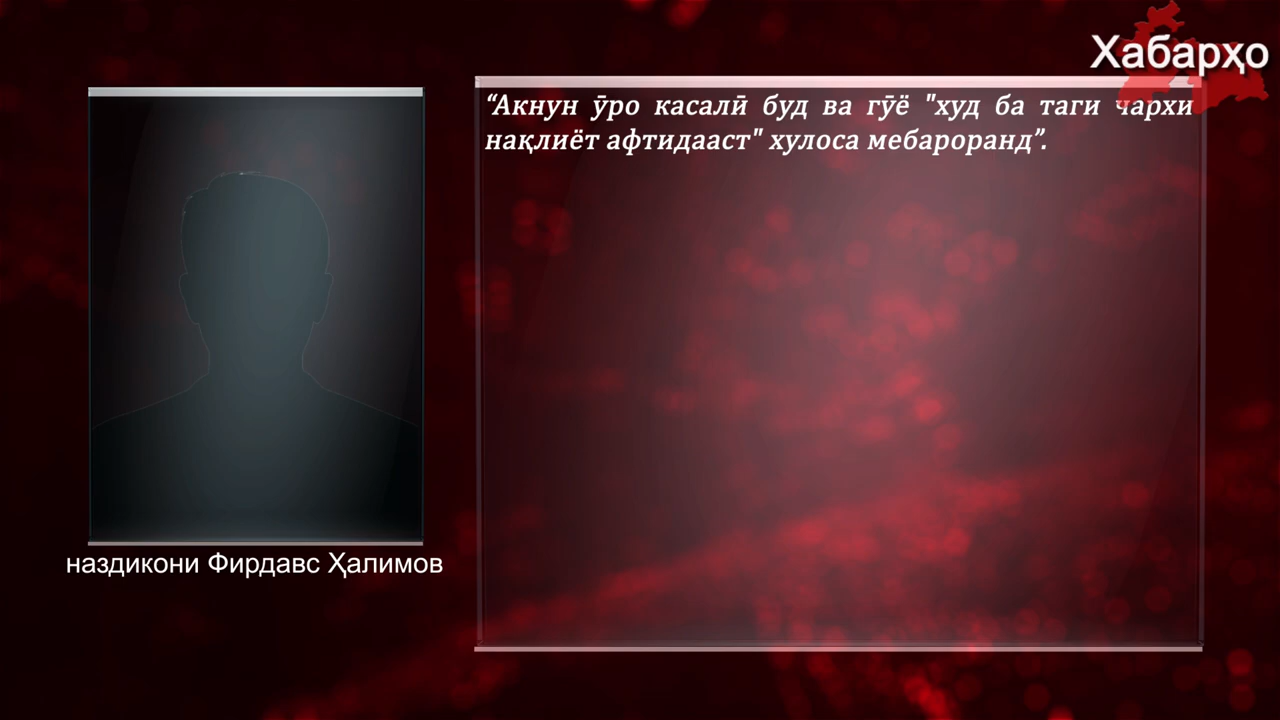 Хабарҳо
“Акнун ӯро касалӣ буд ва гӯё "худ ба таги чархи
нақлиёт афтидааст" хулоса мебароранд”.
наздикони Фирдавс Ҳалимов